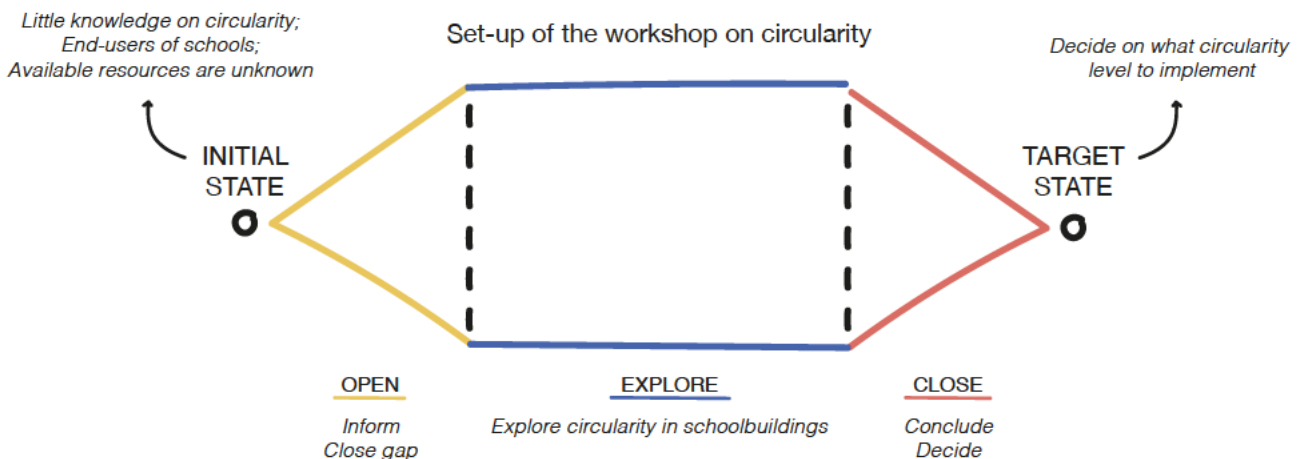 Little knowledge on circularity;
End-users of schools;
Available resources are unknown
Set-up of the workshop on circularity
Decide on what circularity
level to implement
INITIAL
STATE
TARGET
STATE
OPEN
Inform
Close gap
EXPLORE
Explore circularity in schoolbuildings
CLOSE
Conclude
Decide